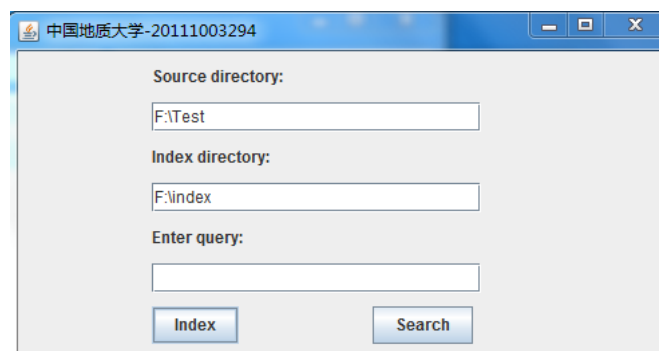 中国地质大学-20111003294
Source directory:
F:\Test
Index directory:
F:\index
Enter query:
Index Search